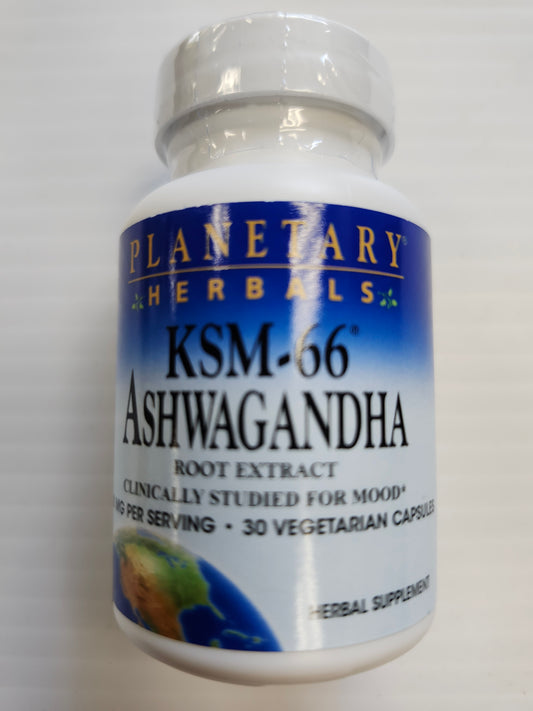 PLANETARY®
HERBALS
KSM-66®
ASHWAGANDHA
ROOT EXTRACT
CLINICALLY STUDIED FOR MOOD*
MG PER SERVING • 30 VEGETARIAN CAPSULES
HERBAL SUPPLEMENT